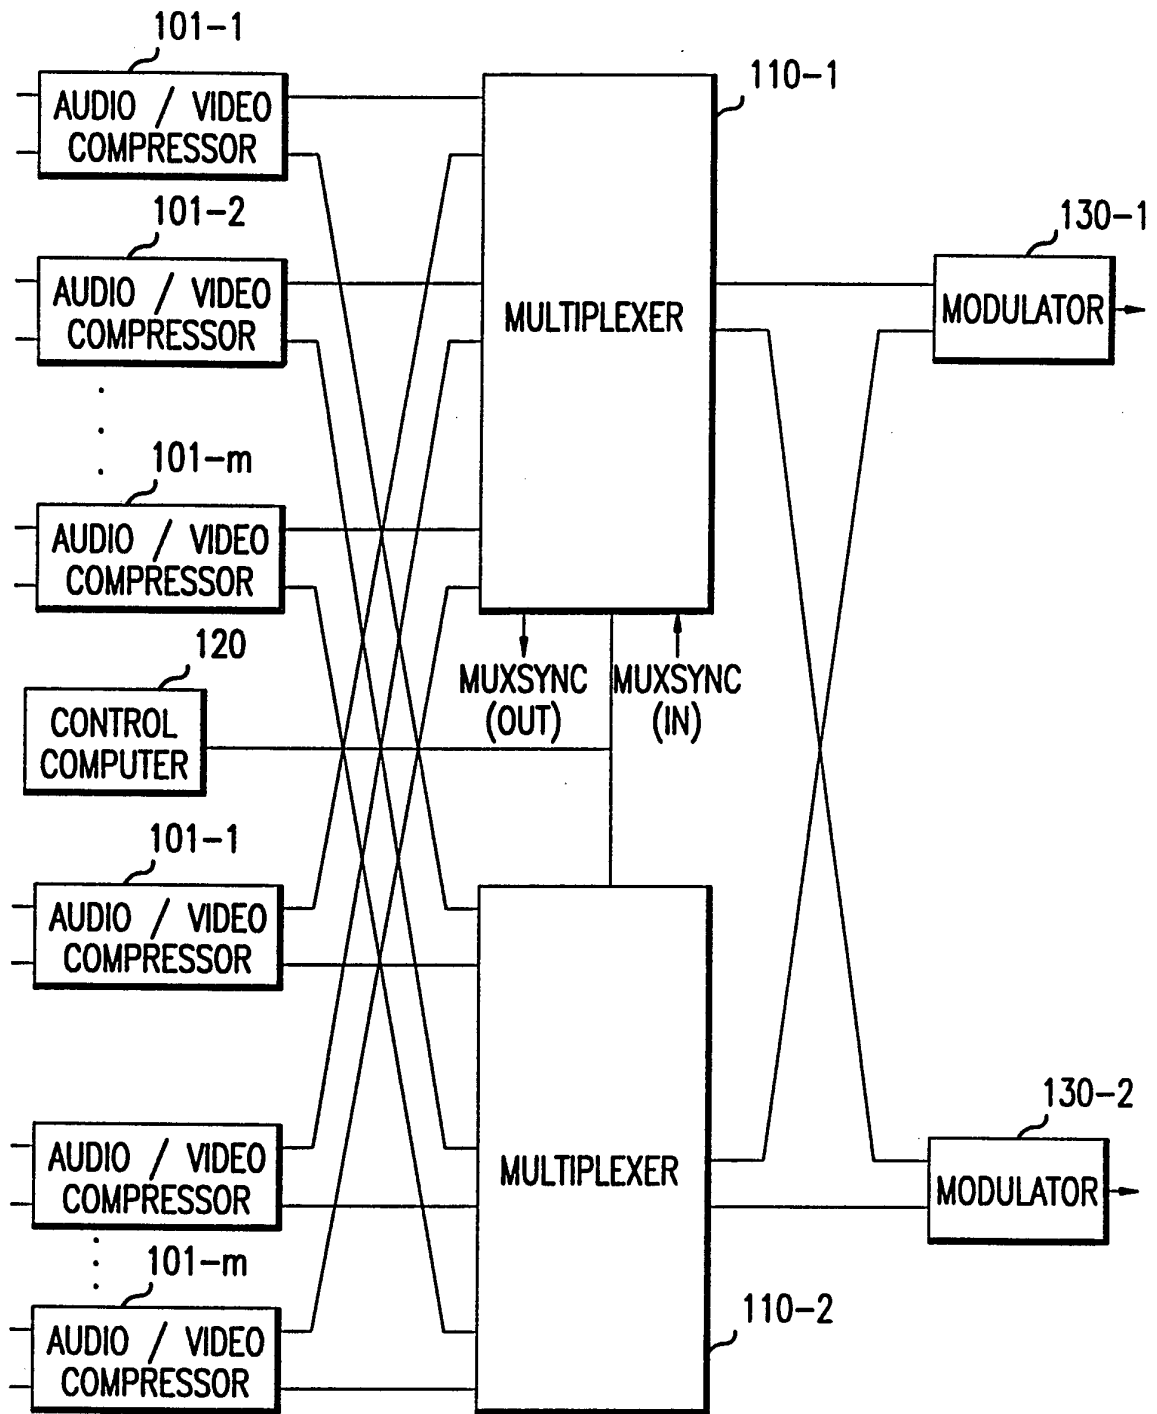 101-1
AUDIO / VIDEO
COMPRESSOR
110-1
101-2
AUDIO / VIDEO
COMPRESSOR
130-1
MULTIPLEXER
MODULATOR
101-m
AUDIO / VIDEO
COMPRESSOR
120
CONTROL
COMPUTER
MUXSYNC
(OUT)
MUXSYNC
(IN)
101-1
AUDIO / VIDEO
COMPRESSOR
130-2
AUDIO / VIDEO
COMPRESSOR
MULTIPLEXER
MODULATOR
101-m
AUDIO / VIDEO
COMPRESSOR
110-2